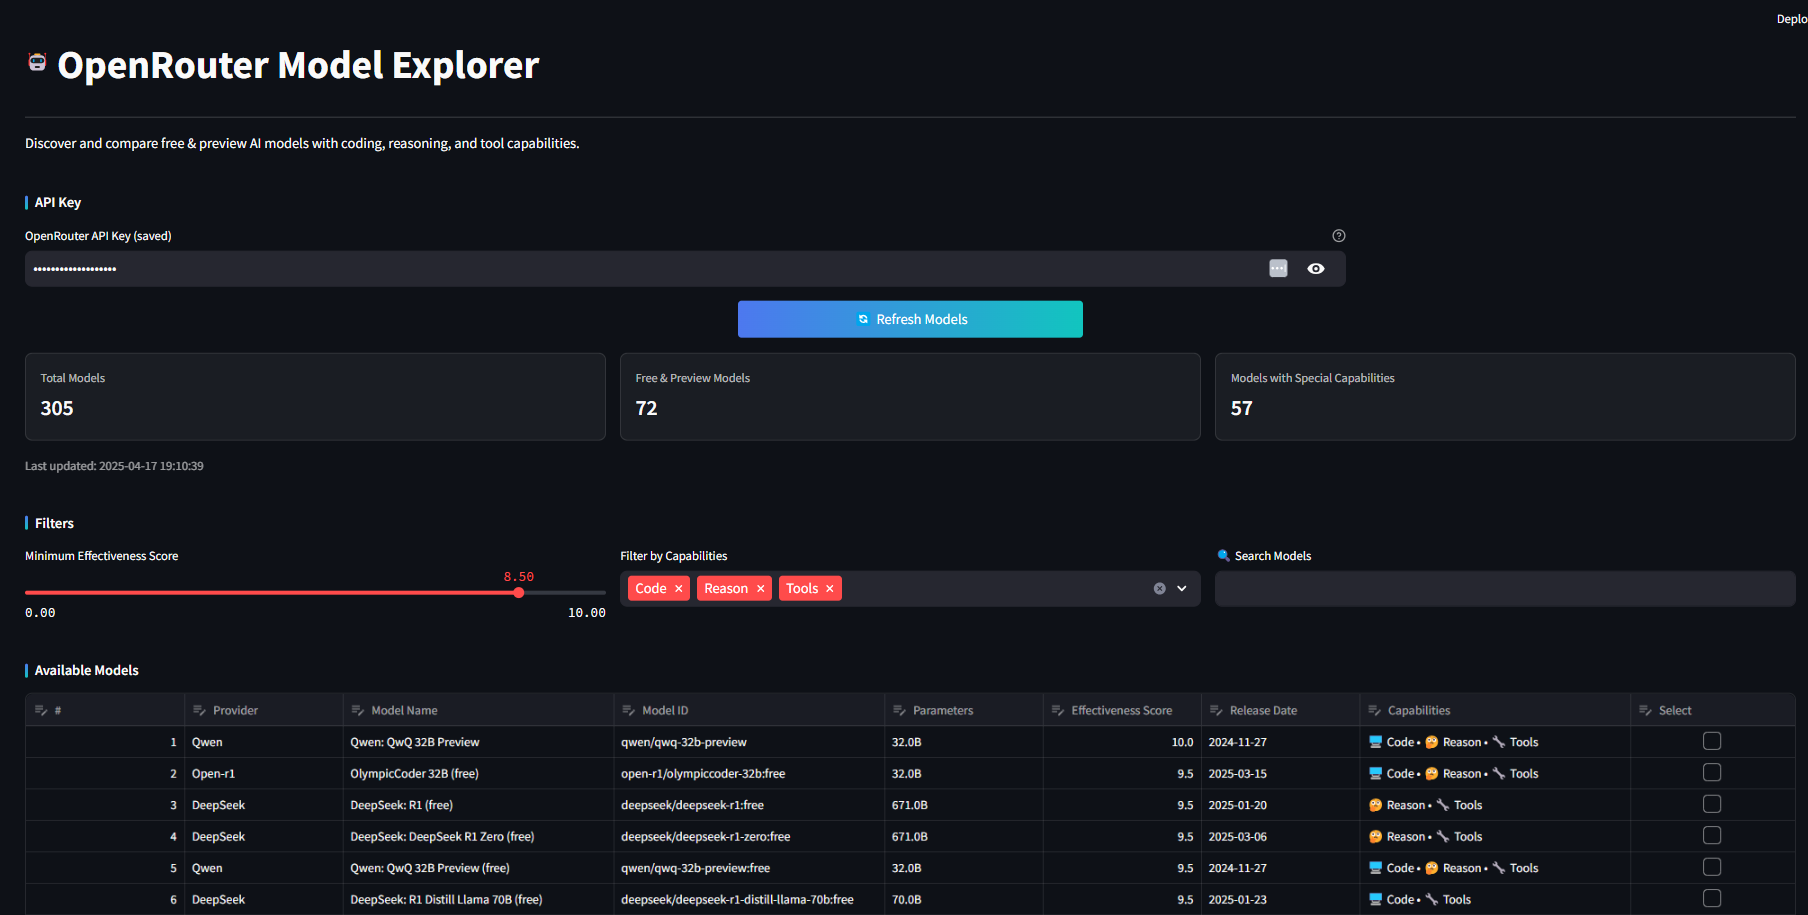 Deplo
OpenRouter Model Explorer
Discover and compare free & preview AI models with coding, reasoning, and tool capabilities.
API Key
OpenRouter API Key (saved)
•••••••••••••••••••
Refresh Models
Total Models
305
Free & Preview Models
72
Models with Special Capabilities
57
Last updated: 2025-04-17 19:10:39
Filters
Minimum Effectiveness Score
8.50
0.00 10.00
Filter by Capabilities
Code × Reason × Tools ×
Search Models
Available Models
# Provider Model Name Model ID Parameters Effectiveness Score Release Date Capabilities Select
1 Qwen Qwen: QwQ 32B Preview qwen/qwq-32b-preview 32.0B 10.0 2024-11-27 Code • Reason • Tools
2 Open-r1 OlympicCoder 32B (free) open-r1/olympiccoder-32b:free 32.0B 9.5 2025-03-15 Code • Reason • Tools
3 DeepSeek DeepSeek: R1 (free) deepseek/deepseek-r1:free 671.0B 9.5 2025-01-20 Reason • Tools
4 DeepSeek DeepSeek: DeepSeek R1 Zero (free) deepseek/deepseek-r1-zero:free 671.0B 9.5 2025-03-06 Reason • Tools
5 Qwen Qwen: QwQ 32B Preview (free) qwen/qwq-32b-preview:free 32.0B 9.5 2024-11-27 Code • Reason • Tools
6 DeepSeek DeepSeek: R1 Distill Llama 70B (free) deepseek/deepseek-r1-distill-llama-70b:free 70.0B 9.5 2025-01-23 Code • Tools